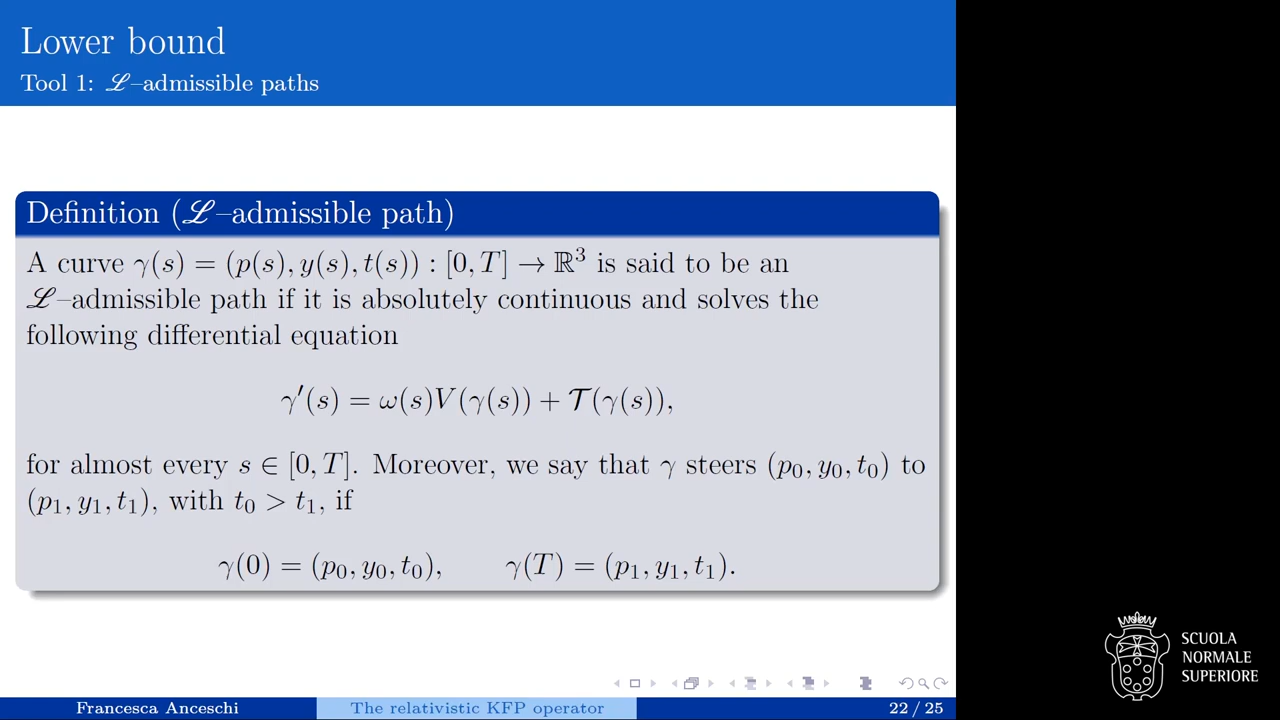 Lower bound
Tool 1: ℒ–admissible paths
Definition (ℒ–admissible path)
A curve γ(s) = (p(s), y(s), t(s)) : [0, T] → ℝ³ is said to be an
ℒ–admissible path if it is absolutely continuous and solves the
following differential equation
γ′(s) = ω(s)V(γ(s)) + 𝒯(γ(s)),
for almost every s ∈ [0, T]. Moreover, we say that γ steers (p₀, y₀, t₀) to
(p₁, y₁, t₁), with t₀ > t₁, if
γ(0) = (p₀, y₀, t₀), γ(T) = (p₁, y₁, t₁).
SCUOLA
NORMALE
SUPERIORE
Francesca Anceschi The relativistic KFP operator 22 / 25